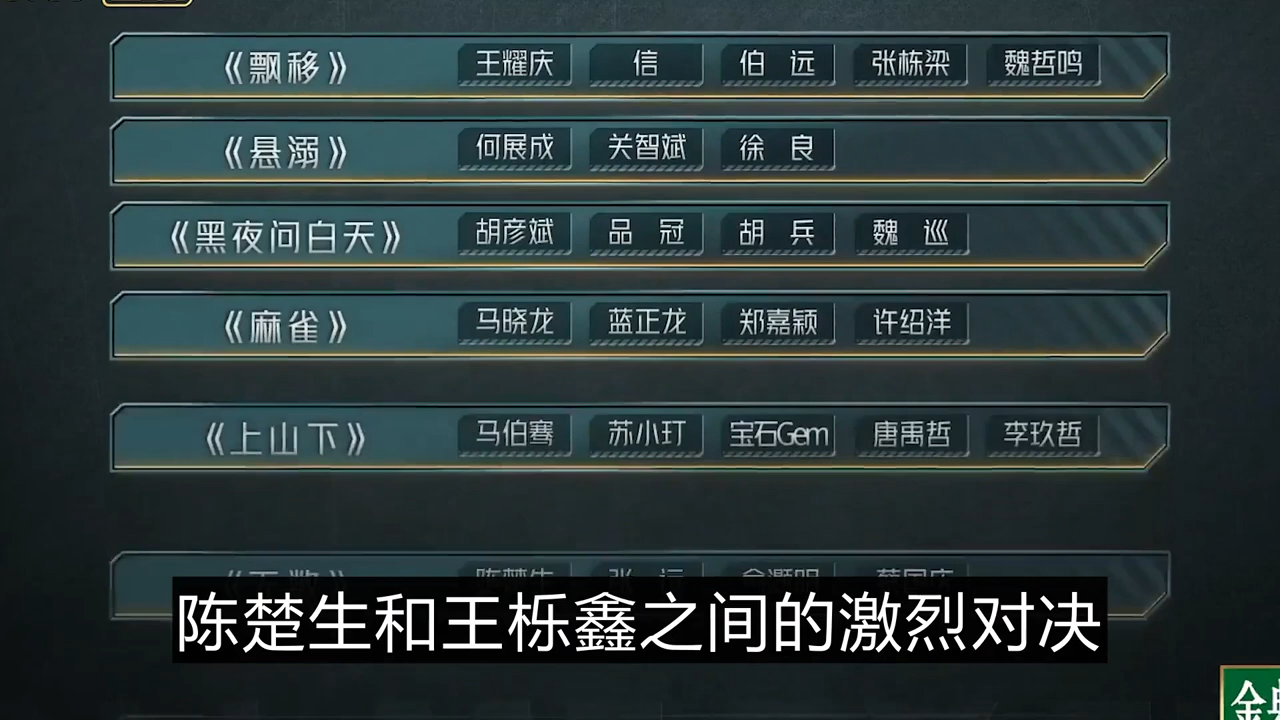 《飘移》 王耀庆 信 伯远 张栋梁 魏哲鸣
《悬溺》 何展成 关智斌 徐良
《黑夜问白天》 胡彦斌 品冠 胡兵 魏巡
《麻雀》 马晓龙 蓝正龙 郑嘉颖 许绍洋
《上山下》 马伯骞 苏小玎 宝石Gem 唐禹哲 李玖哲
陈楚生和王栎鑫之间的激烈对决